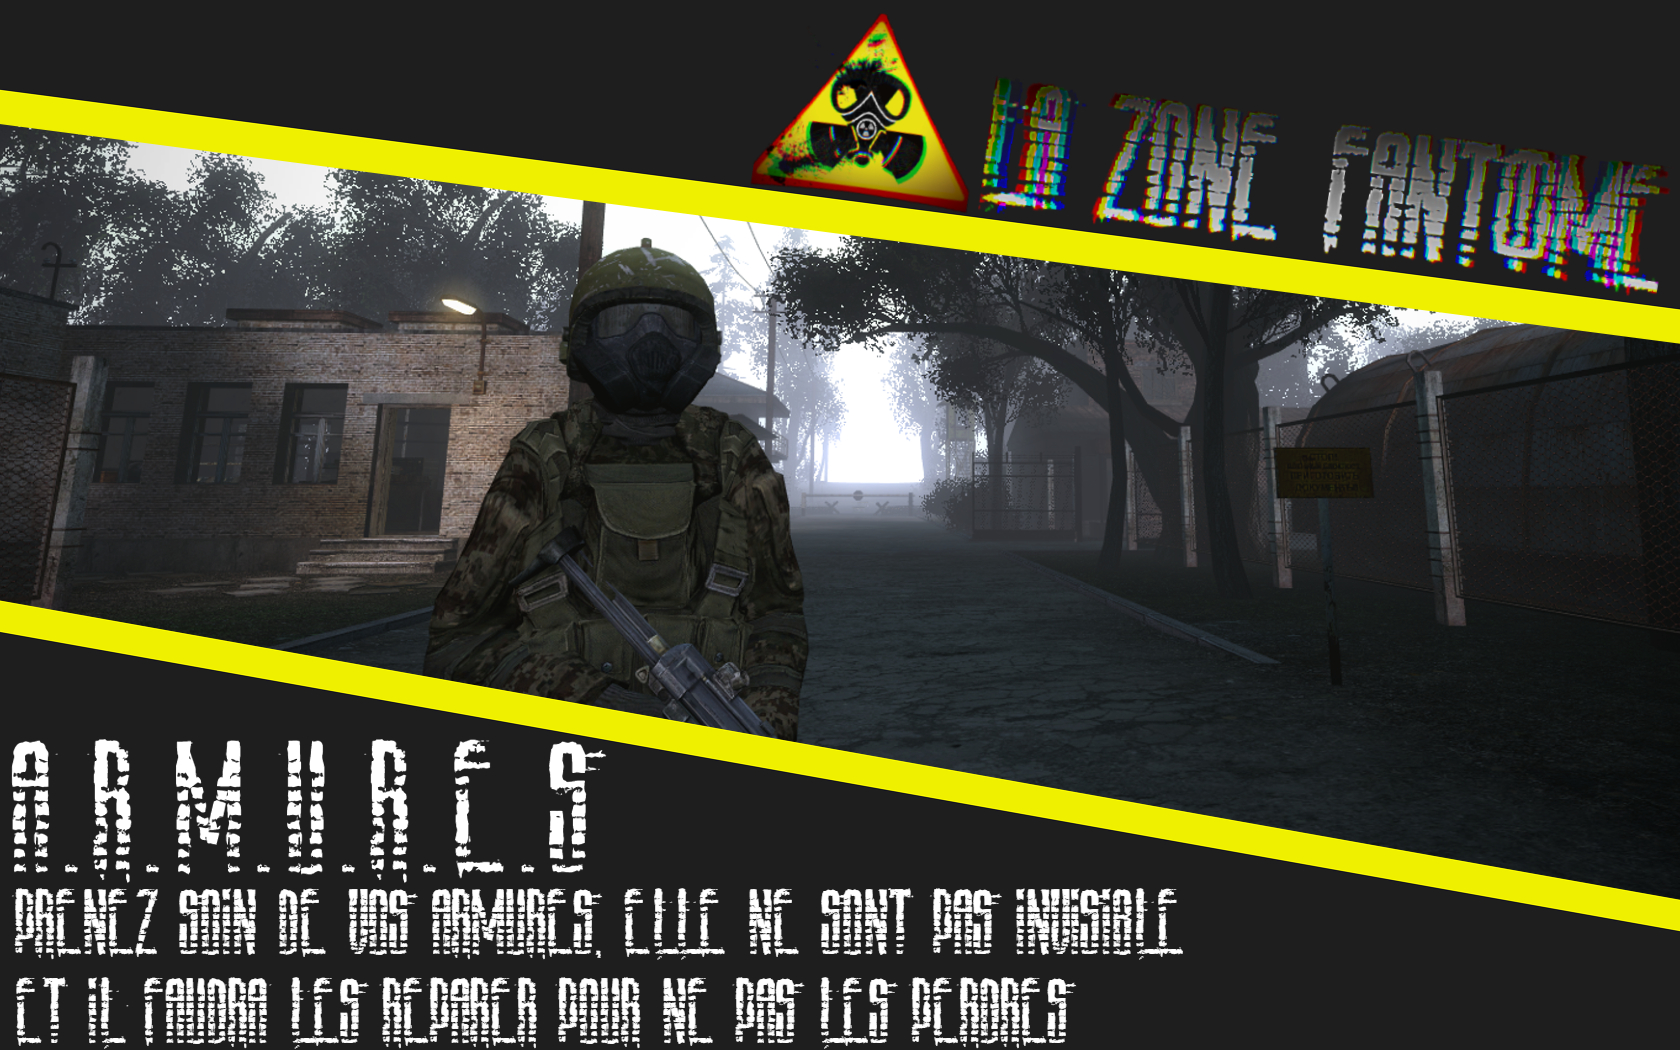 LA ZONE FANTOME
A.R.M.U.R.E.S
PRENEZ SOIN DE VOS ARMURES, ELLE NE SONT PAS INVISIBLE
ET IL FAUDRA LES REPARER POUR NE PAS LES PERDRES